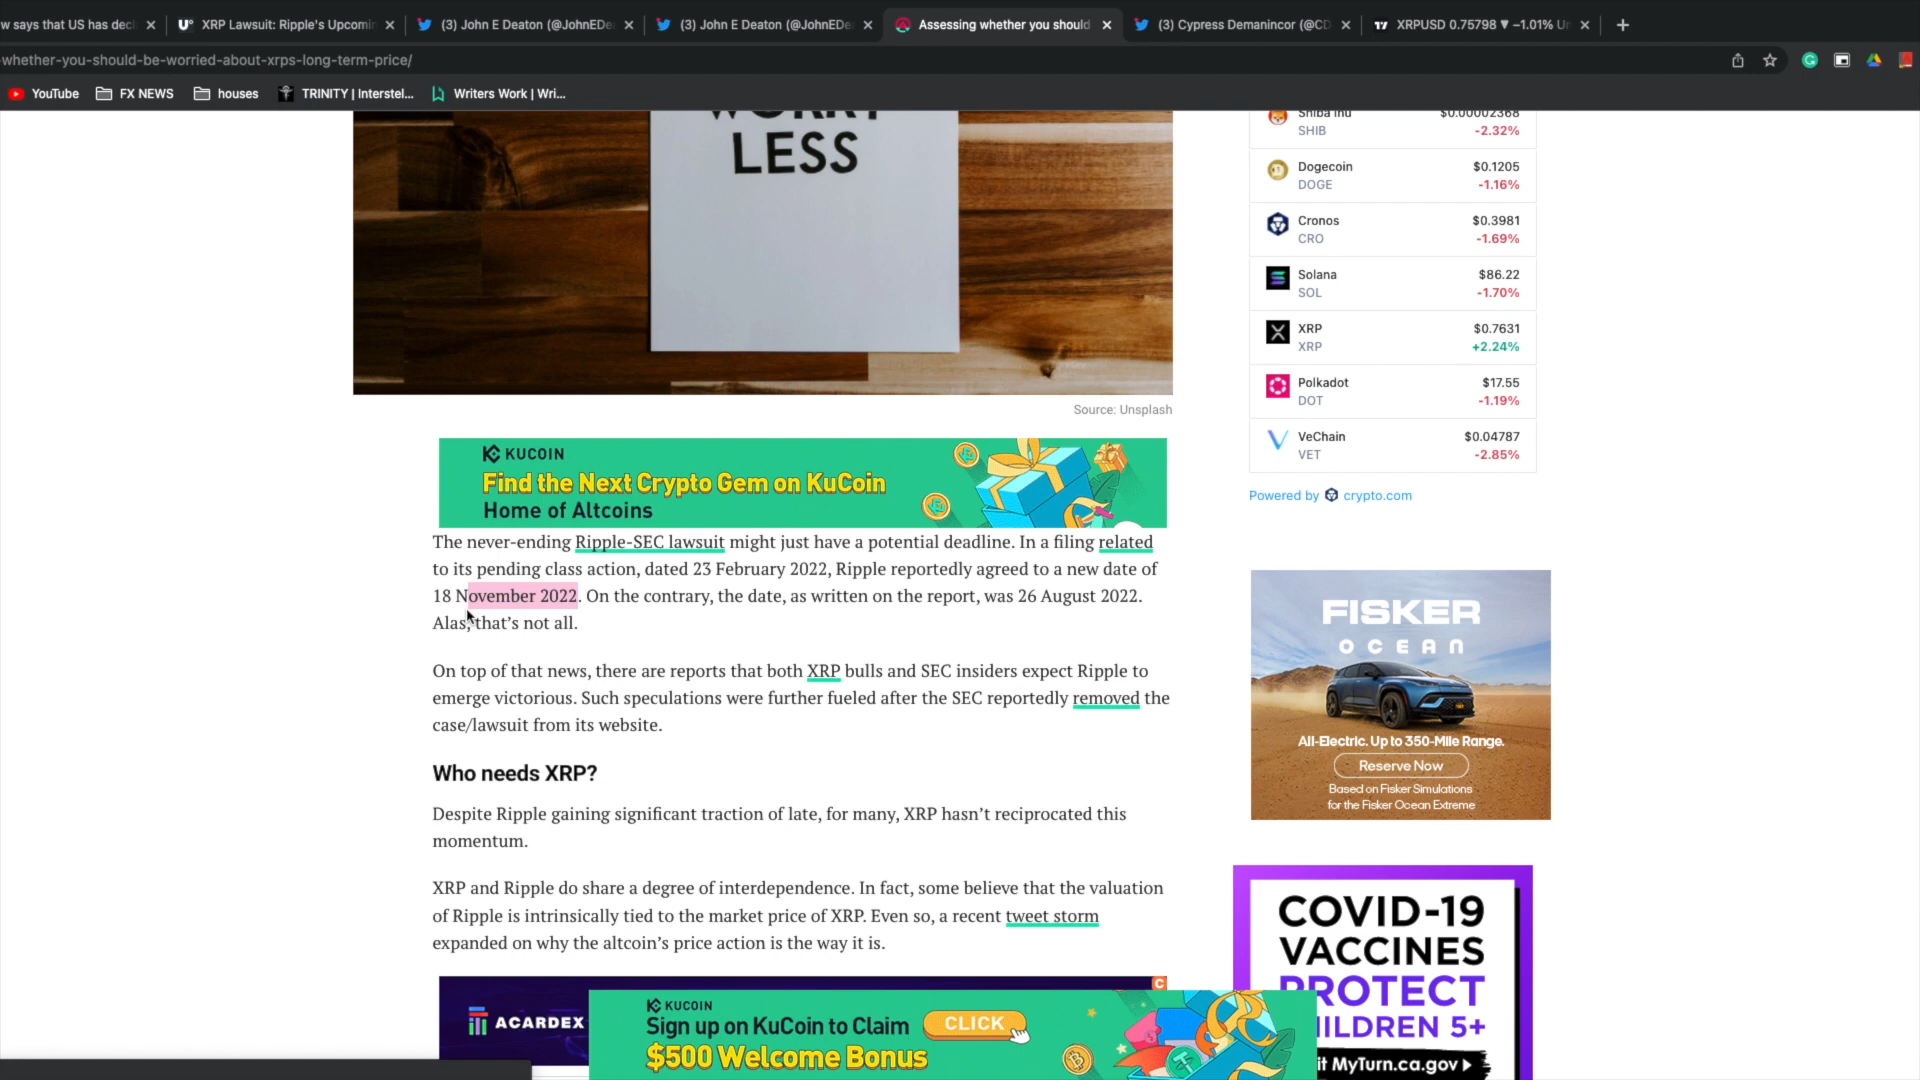 w says that US has dec
XRP Lawsuit: Ripple's Upcomi
(3) John E Deaton (@JohnEDe
(3) John E Deaton (@JohnEDe
Assessing whether you should
(3) Cypress Demanincor (@CD
XRPUSD 0.75798 ▼ −1.01% Un
-whether-you-should-be-worried-about-xrps-long-term-price/
YouTube
FX NEWS
houses
TRINITY | Interstel...
Writers Work | Wri...
WORRY
LESS
Source: Unsplash
KUCOIN
Find the Next Crypto Gem on KuCoin
Home of Altcoins
The never-ending Ripple-SEC lawsuit might just have a potential deadline. In a filing related
to its pending class action, dated 23 February 2022, Ripple reportedly agreed to a new date of
18 November 2022. On the contrary, the date, as written on the report, was 26 August 2022.
Alas, that’s not all.
On top of that news, there are reports that both XRP bulls and SEC insiders expect Ripple to
emerge victorious. Such speculations were further fueled after the SEC reportedly removed the
case/lawsuit from its website.
Who needs XRP?
Despite Ripple gaining significant traction of late, for many, XRP hasn’t reciprocated this
momentum.
XRP and Ripple do share a degree of interdependence. In fact, some believe that the valuation
of Ripple is intrinsically tied to the market price of XRP. Even so, a recent tweet storm
expanded on why the altcoin’s price action is the way it is.
ACARDEX
KUCOIN
Sign up on KuCoin to Claim
$500 Welcome Bonus
CLICK
Shiba Inu $0.00002368
SHIB -2.32%
Dogecoin $0.1205
DOGE -1.16%
Cronos $0.3981
CRO -1.69%
Solana $86.22
SOL -1.70%
XRP $0.7631
XRP +2.24%
Polkadot $17.55
DOT -1.19%
VeChain $0.04787
VET -2.85%
Powered by crypto.com
FISKER
OCEAN
All-Electric. Up to 350-Mile Range.
Reserve Now
Based on Fisker Simulations
for the Fisker Ocean Extreme
COVID-19
VACCINES
PROTECT
HILDREN 5+
it MyTurn.ca.gov